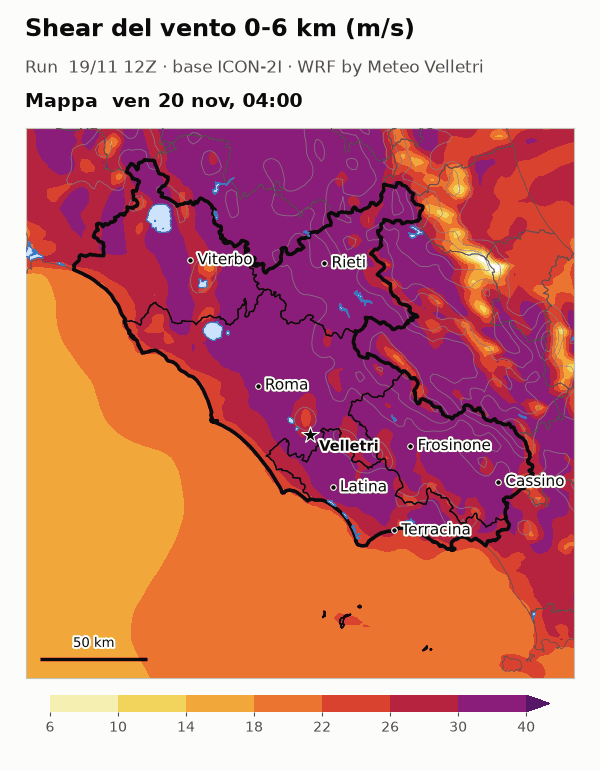 Shear del vento 0-6 km (m/s)
Run  19/11 12Z · base ICON-2I · WRF by Meteo Velletri
Mappa  ven 20 nov, 04:00
Viterbo
Rieti
Roma
Velletri
Frosinone
Cassino
Latina
Terracina
50 km
6 10 14 18 22 26 30 40